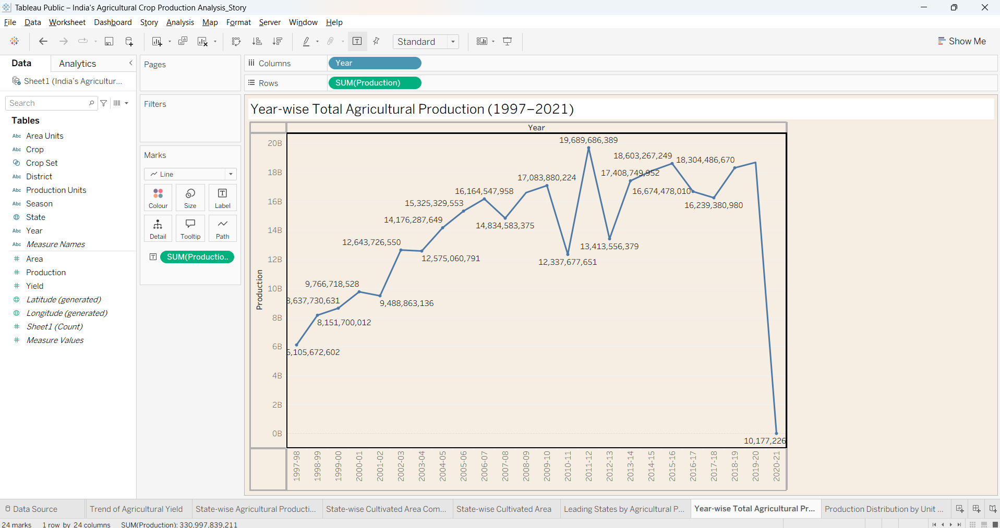 Tableau Public – India's Agricultural Crop Production Analysis_Story
File Data Worksheet Dashboard Story Analysis Map Format Server Window Help
Standard
Show Me
Data Analytics
Sheet1 (India's Agricultur...
Search
Tables
Abc Area Units
Abc Crop
Crop Set
Abc District
Abc Production Units
Abc Season
State
Abc Year
Abc Measure Names
# Area
# Production
# Yield
Latitude (generated)
Longitude (generated)
# Sheet1 (Count)
# Measure Values
Pages
Filters
Marks
Line
Colour Size Label
Detail Tooltip Path
SUM(Productio..
Columns Year
Rows SUM(Production)
Year-wise Total Agricultural Production (1997–2021)
Year
Production
20B
18B
16B
14B
12B
10B
8B
6B
4B
2B
0B
19,689,686,389
18,603,267,249
18,304,486,670
17,408,749,952
17,083,880,224
16,164,547,958
16,674,478,010
15,325,329,553
16,239,380,980
14,176,287,649
14,834,583,375
12,643,726,550
13,413,556,379
12,575,060,791
12,337,677,651
9,766,718,528
,637,730,631
9,488,863,136
8,151,700,012
,105,672,602
10,177,226
1997-98
1998-99
1999-00
2000-01
2001-02
2002-03
2003-04
2004-05
2005-06
2006-07
2007-08
2008-09
2009-10
2010-11
2011-12
2012-13
2013-14
2014-15
2015-16
2016-17
2017-18
2018-19
2019-20
2020-21
Data Source Trend of Agricultural Yield State-wise Agricultural Producti... State-wise Cultivated Area Com... State-wise Cultivated Area Leading States by Agricultural P... Year-wise Total Agricultural Pr... Production Distribution by Unit ...
24 marks 1 row by 24 columns SUM(Production): 330,997,839,211